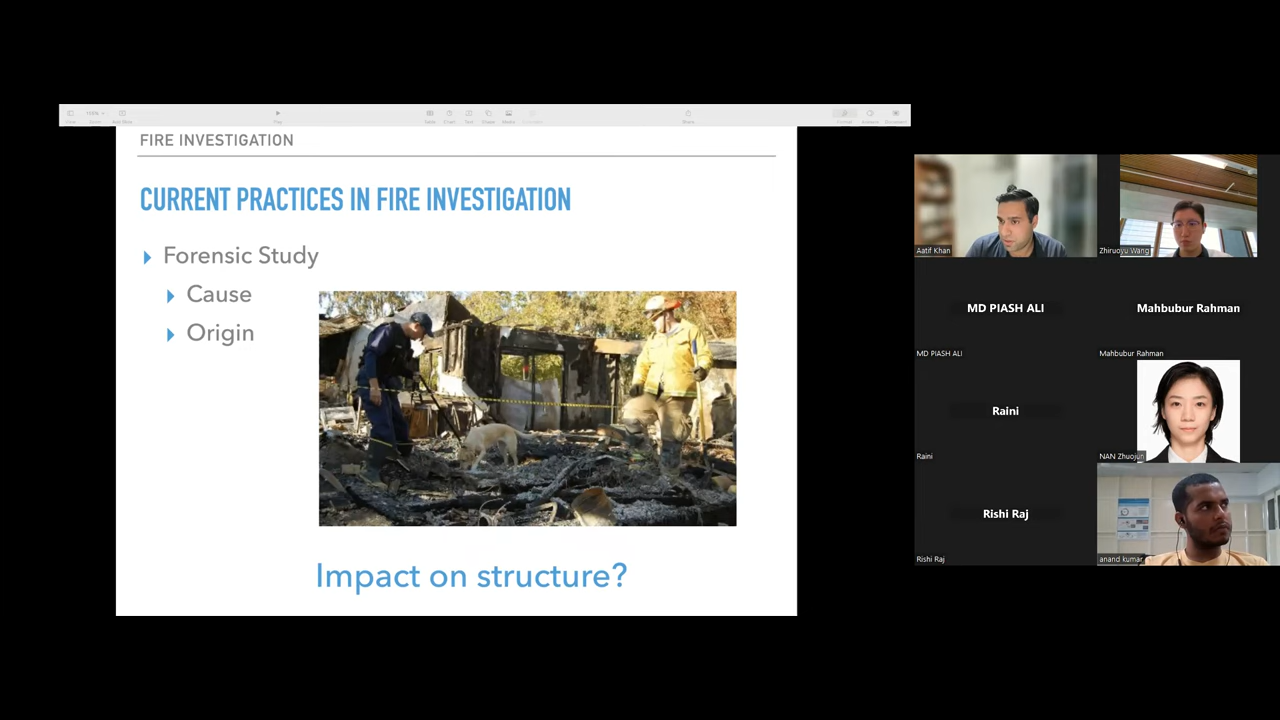 FIRE INVESTIGATION
CURRENT PRACTICES IN FIRE INVESTIGATION
Forensic Study
Cause
Origin
Impact on structure?
Aatif Khan
Zhiruoyu Wang
MD PIASH ALI
Mahbubur Rahman
MD PIASH ALI
Mahbubur Rahman
Raini
Raini
NAN Zhuojun
Rishi Raj
Rishi Raj
anand kumar